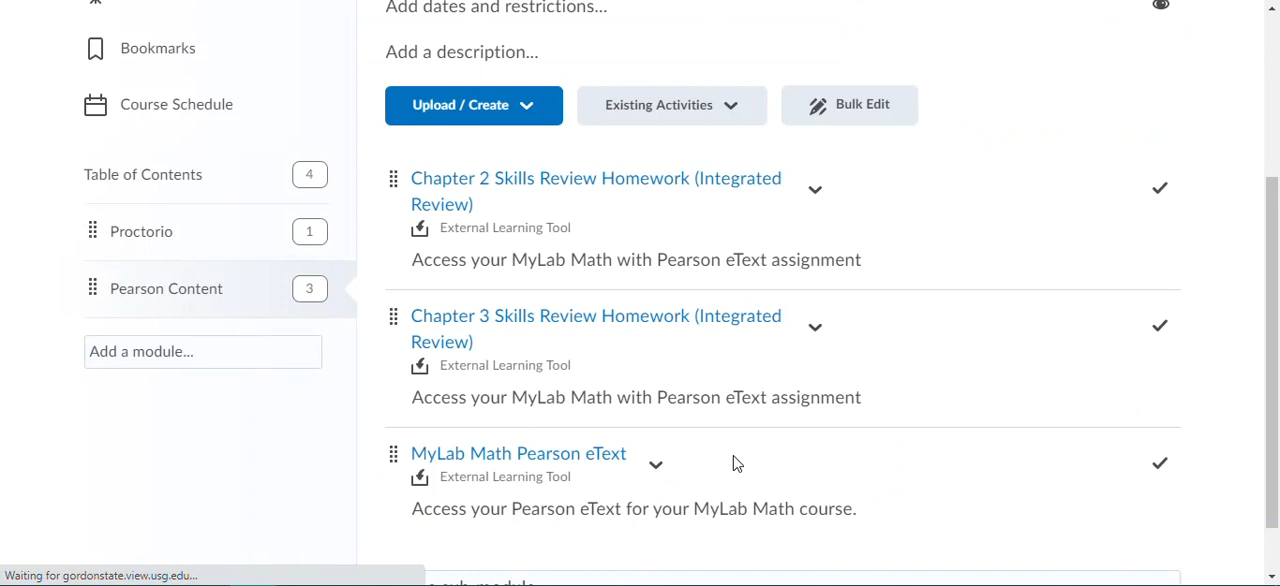 Add dates and restrictions...
Bookmarks
Add a description...
Course Schedule
Upload / Create
Existing Activities
Bulk Edit
Table of Contents
4
Proctorio
1
Pearson Content
3
Add a module...
Chapter 2 Skills Review Homework (Integrated
Review)
External Learning Tool
Access your MyLab Math with Pearson eText assignment
Chapter 3 Skills Review Homework (Integrated
Review)
External Learning Tool
Access your MyLab Math with Pearson eText assignment
MyLab Math Pearson eText
External Learning Tool
Access your Pearson eText for your MyLab Math course.
Waiting for gordonstate.view.usg.edu...